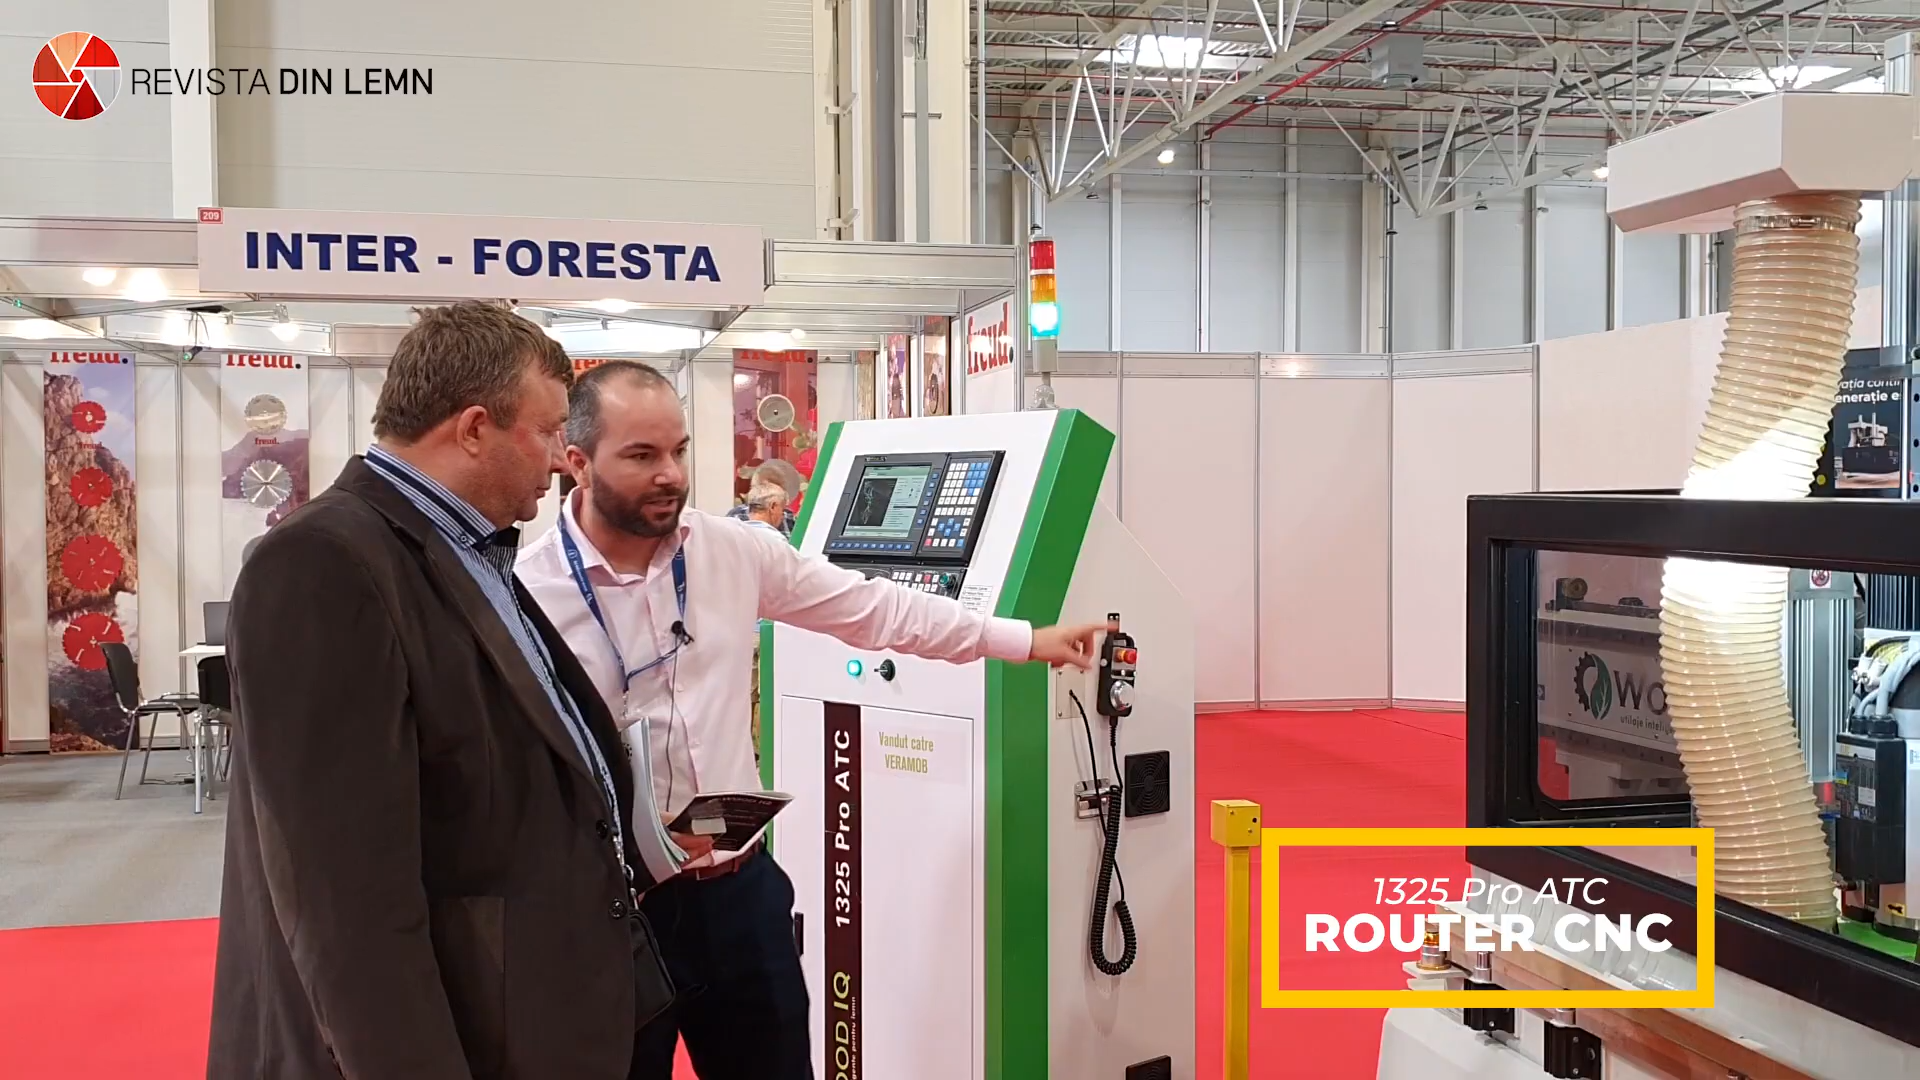 REVISTA DIN LEMN
209
INTER - FORESTA
freud.
freud.
freud.
freud.
freud.
Vandut catre
VERAMOB
1325 Pro ATC
1325 Pro ATC
ROUTER CNC